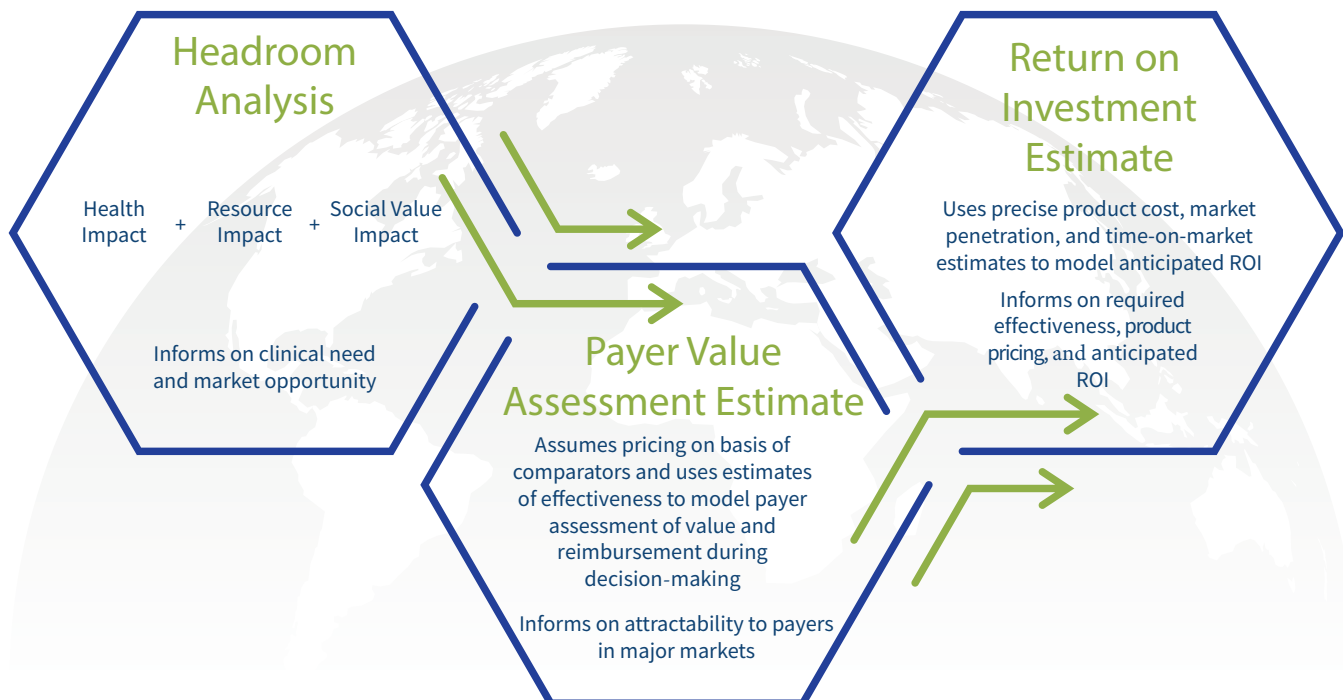 Headroom
Analysis
Health
Impact
+
Resource
Impact
+
Social Value
Impact
Informs on clinical need
and market opportunity
Payer Value
Assessment Estimate
Assumes pricing on basis of
comparators and uses estimates
of effectiveness to model payer
assessment of value and
reimbursement during
decision-making
Informs on attractability to payers
in major markets
Return on
Investment
Estimate
Uses precise product cost, market
penetration, and time-on-market
estimates to model anticipated ROI
Informs on required
effectiveness, product
pricing, and anticipated
ROI